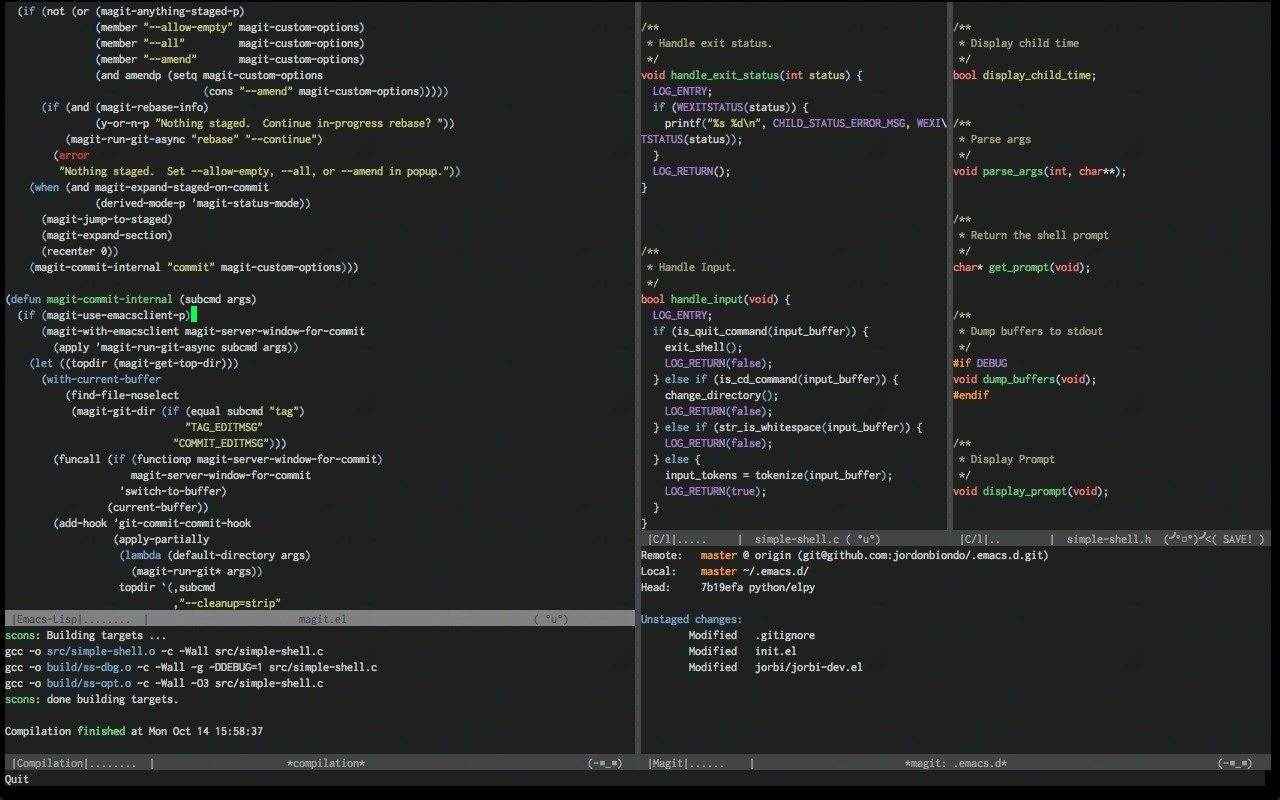 (if (not (or (magit-anything-staged-p)
(member "--allow-empty" magit-custom-options)
(member "--all" magit-custom-options)
(member "--amend" magit-custom-options)
(and amendp (setq magit-custom-options
(cons "--amend" magit-custom-options)))))
(if (and (magit-rebase-info)
(y-or-n-p "Nothing staged.  Continue in-progress rebase? "))
(magit-run-git-async "rebase" "--continue")
(error
"Nothing staged.  Set --allow-empty, --all, or --amend in popup."))
(when (and magit-expand-staged-on-commit
(derived-mode-p 'magit-status-mode))
(magit-jump-to-staged)
(magit-expand-section)
(recenter 0))
(magit-commit-internal "commit" magit-custom-options)))
(defun magit-commit-internal (subcmd args)
(if (magit-use-emacsclient-p)
(magit-with-emacsclient magit-server-window-for-commit
(apply 'magit-run-git-async subcmd args))
(let ((topdir (magit-get-top-dir)))
(with-current-buffer
(find-file-noselect
(magit-git-dir (if (equal subcmd "tag")
"TAG_EDITMSG"
"COMMIT_EDITMSG")))
(funcall (if (functionp magit-server-window-for-commit)
magit-server-window-for-commit
'switch-to-buffer)
(current-buffer))
(add-hook 'git-commit-commit-hook
(apply-partially
(lambda (default-directory args)
(magit-run-git* args))
topdir `(,subcmd
,"--cleanup=strip"
|Emacs-Lisp|........ | magit.el ( °u°)
/**
* Handle exit status.
*/
void handle_exit_status(int status) {
LOG_ENTRY;
if (WEXITSTATUS(status)) {
printf("%s %d\n", CHILD_STATUS_ERROR_MSG, WEXI\
TSTATUS(status));
}
LOG_RETURN();
}
/**
* Handle Input.
*/
bool handle_input(void) {
LOG_ENTRY;
if (is_quit_command(input_buffer)) {
exit_shell();
LOG_RETURN(false);
} else if (is_cd_command(input_buffer)) {
change_directory();
LOG_RETURN(false);
} else if (str_is_whitespace(input_buffer)) {
LOG_RETURN(false);
} else {
input_tokens = tokenize(input_buffer);
LOG_RETURN(true);
}
}
|C/l|..... | simple-shell.c ( °u°)
/**
* Display child time
*/
bool display_child_time;
/**
* Parse args
*/
void parse_args(int, char**);
/**
* Return the shell prompt
*/
char* get_prompt(void);
/**
* Dump buffers to stdout
*/
#if DEBUG
void dump_buffers(void);
#endif
/**
* Display Prompt
*/
void display_prompt(void);
|C/l|.. | simple-shell.h (╯°□°)╯<( SAVE! )
scons: Building targets ...
gcc -o src/simple-shell.o -c -Wall src/simple-shell.c
gcc -o build/ss-dbg.o -c -Wall -g -DDEBUG=1 src/simple-shell.c
gcc -o build/ss-opt.o -c -Wall -O3 src/simple-shell.c
scons: done building targets.
Compilation finished at Mon Oct 14 15:58:37
|Compilation|........ | *compilation* (-■_■)
Remote: master @ origin (git@github.com:jordonbiondo/.emacs.d.git)
Local: master ~/.emacs.d/
Head: 7b19efa python/elpy
Unstaged changes:
Modified .gitignore
Modified init.el
Modified jorbi/jorbi-dev.el
|Magit|...... | *magit: .emacs.d* (-■_■)
Quit